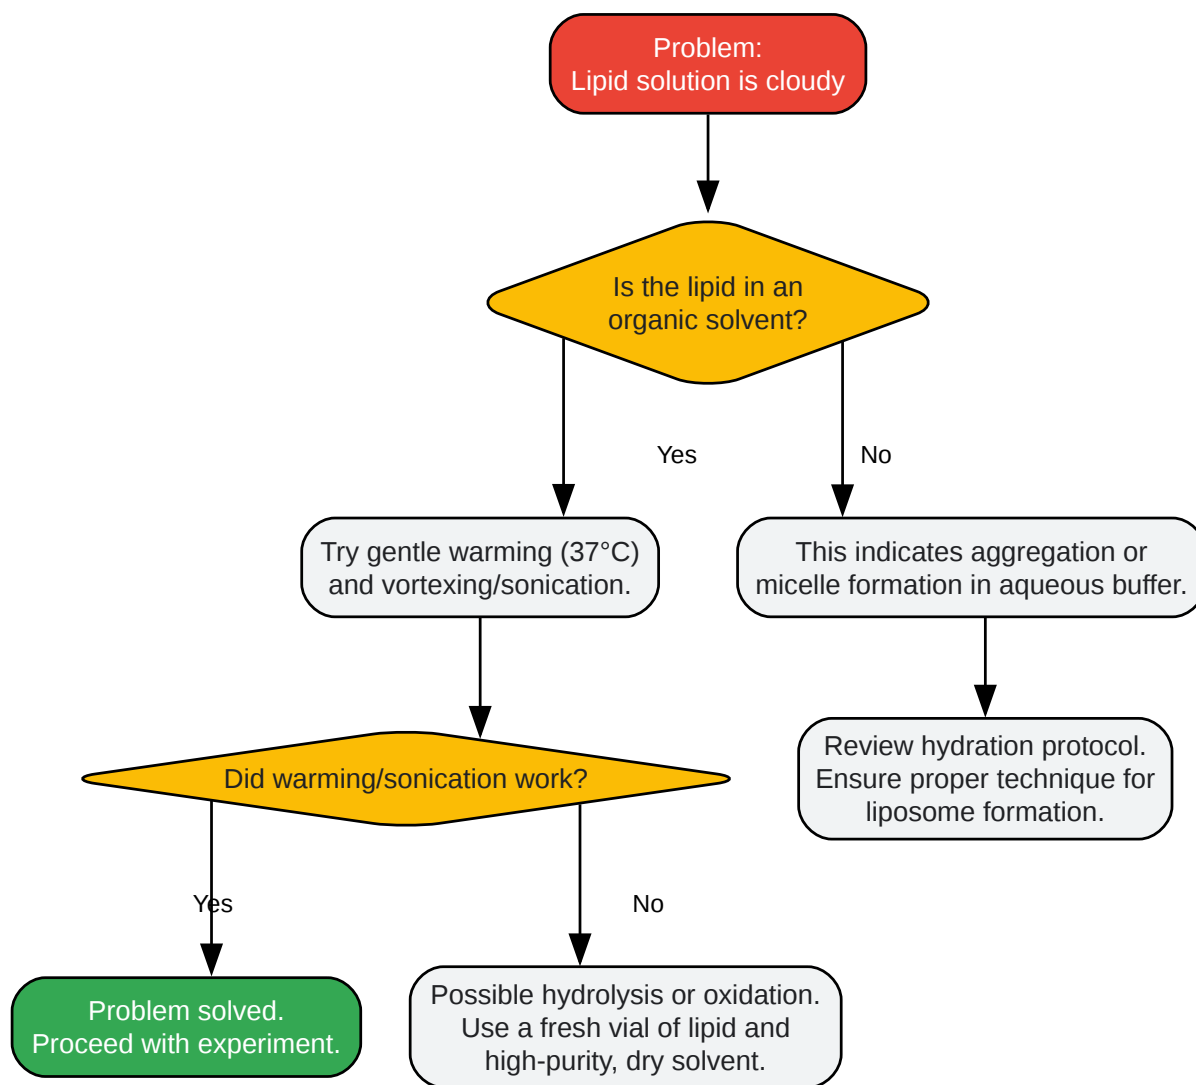 Problem:
Lipid solution is cloudy
Is the lipid in an
organic solvent?
Yes
No
Try gentle warming (37°C)
and vortexing/sonication.
This indicates aggregation or
micelle formation in aqueous buffer.
Did warming/sonication work?
Review hydration protocol.
Ensure proper technique for
liposome formation.
Yes
No
Problem solved.
Proceed with experiment.
Possible hydrolysis or oxidation.
Use a fresh vial of lipid and
high-purity, dry solvent.